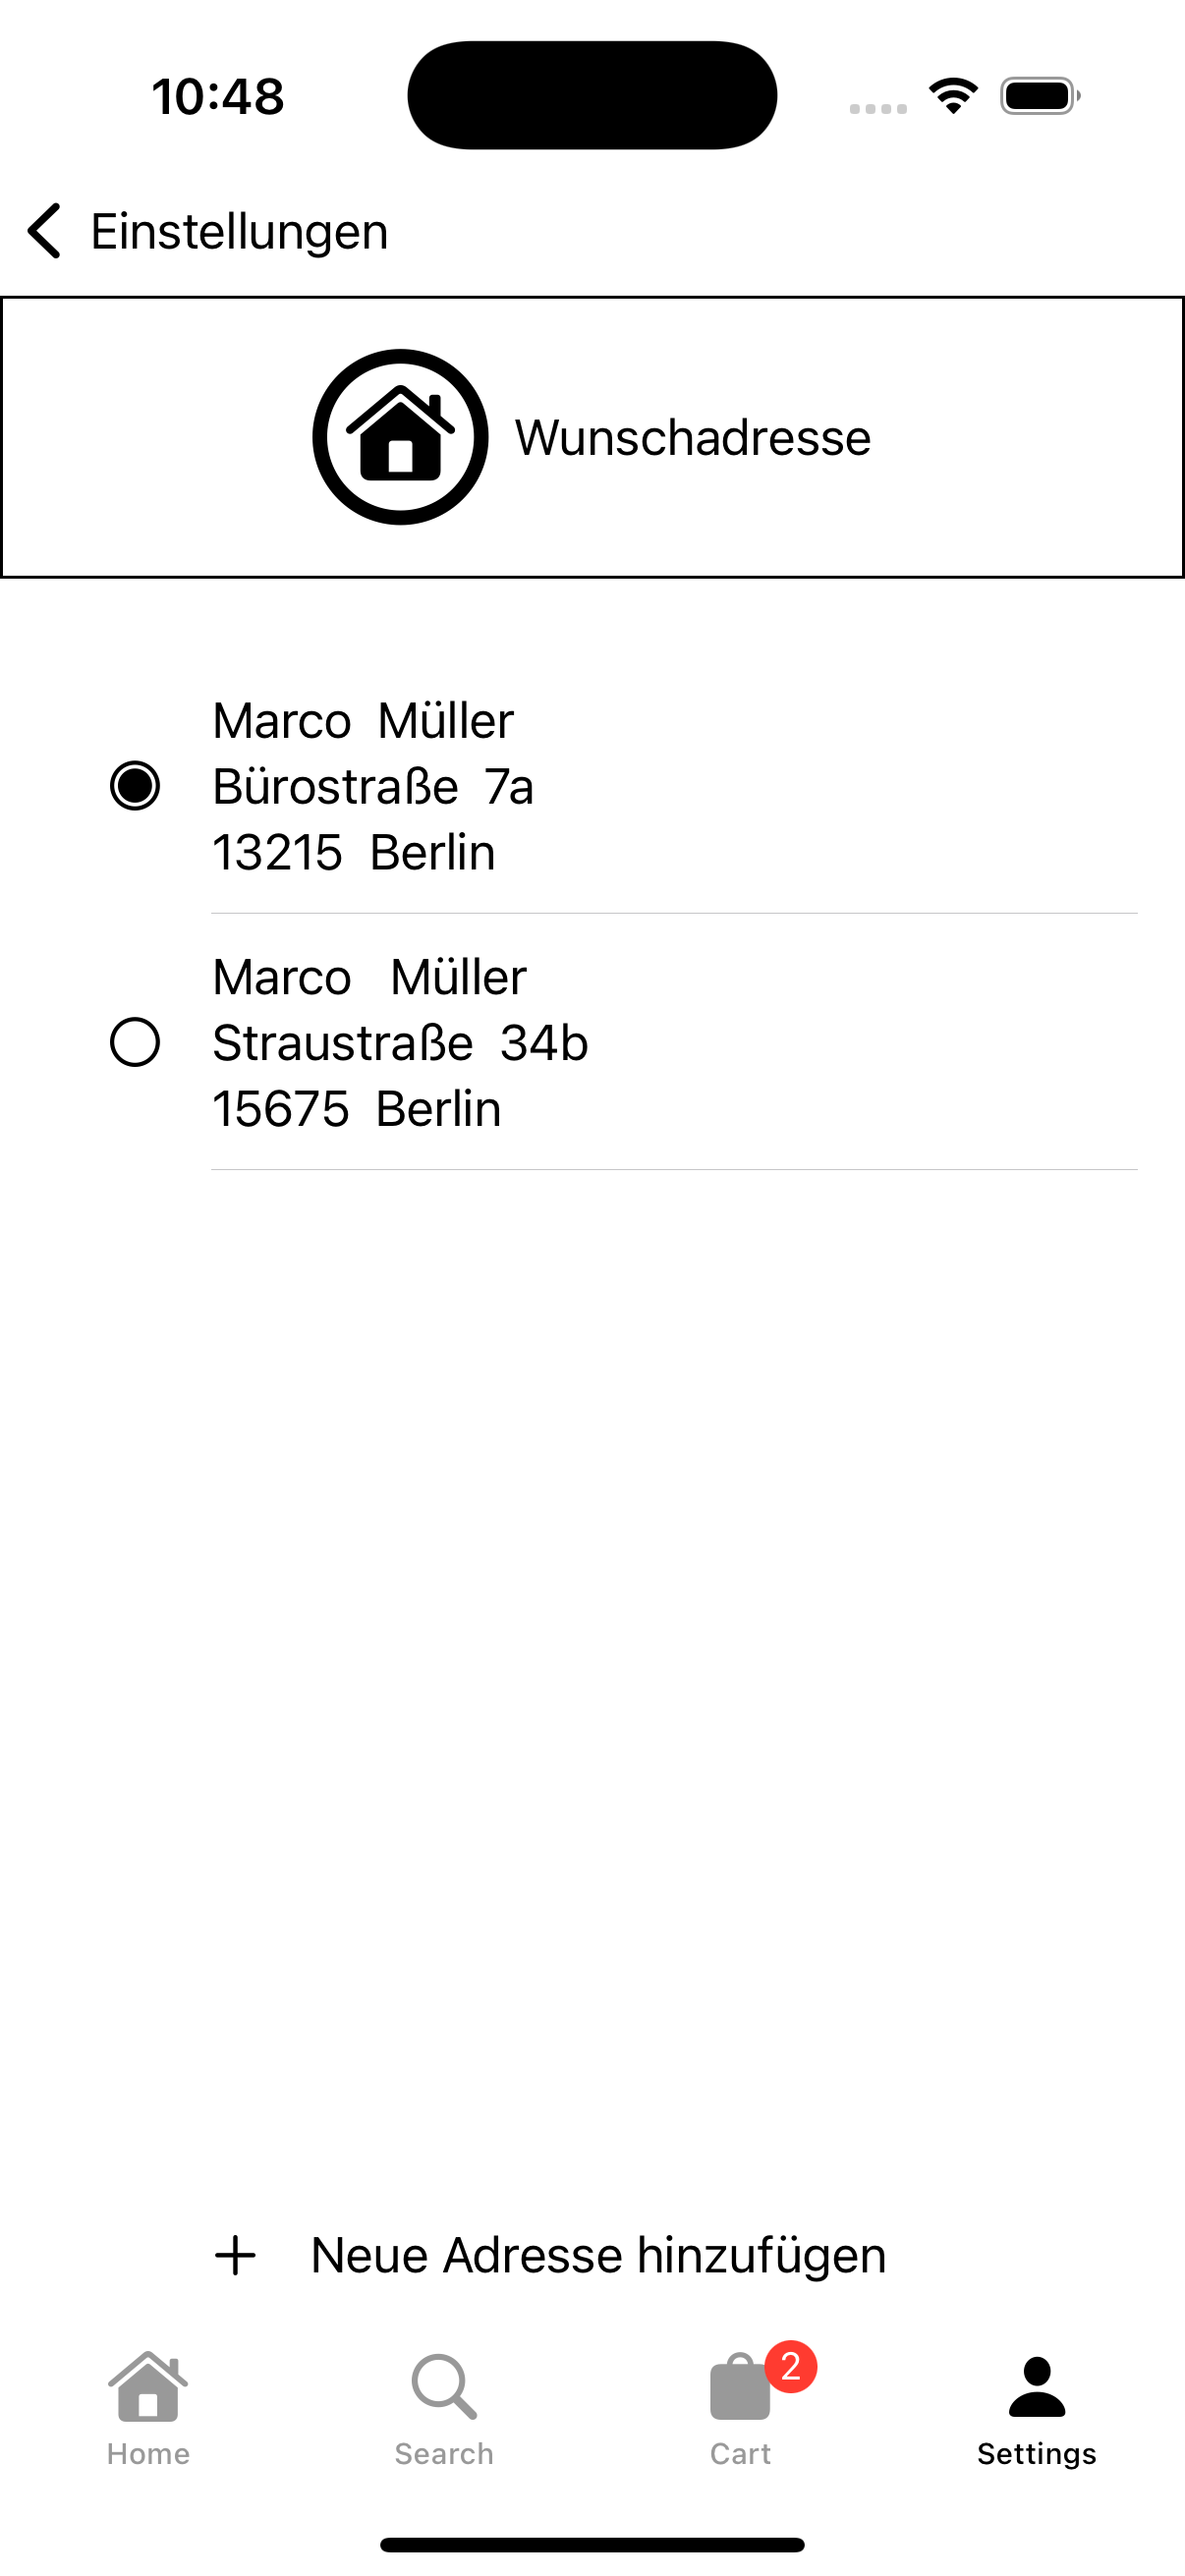 10:48
Einstellungen
Wunschadresse
Marco Müller
Bürostraße 7a
13215 Berlin
Marco Müller
Straustraße 34b
15675 Berlin
Neue Adresse hinzufügen
2
Home Search Cart Settings